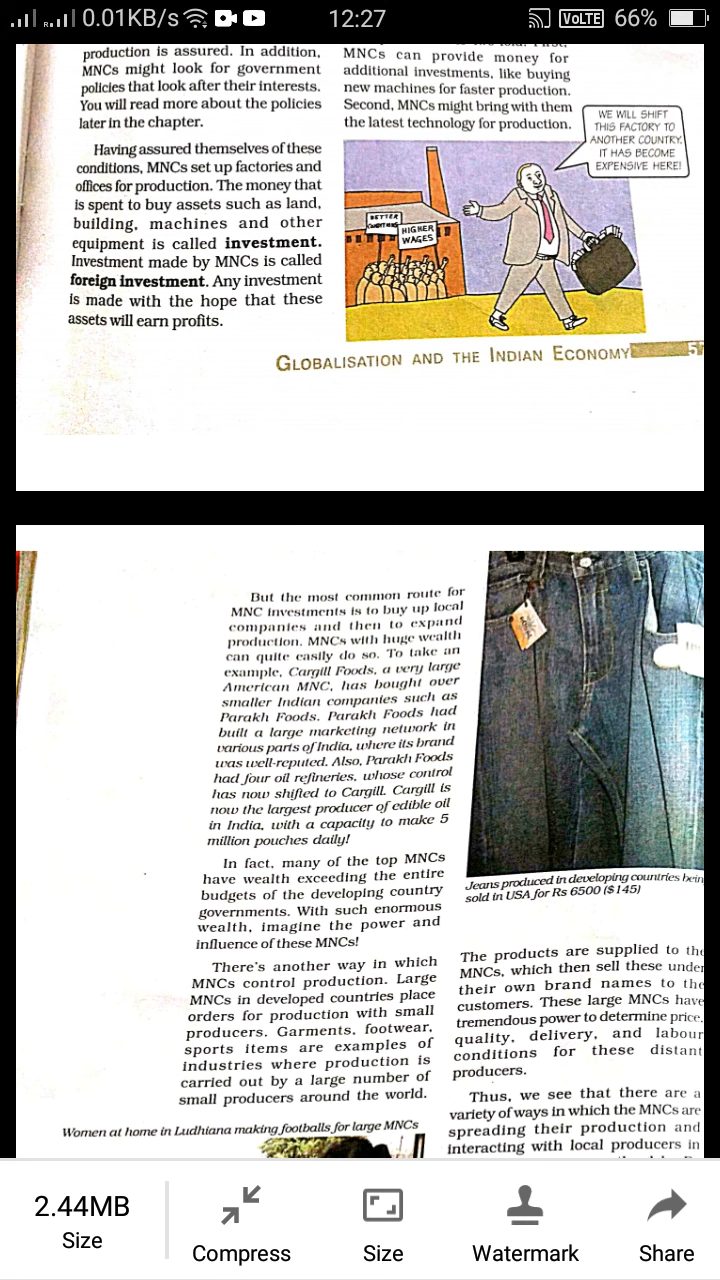 0.01KB/s
12:27
VoLTE
66%
production is assured. In addition,
MNCs might look for government
policies that look after their interests.
You will read more about the policies
later in the chapter.
Having assured themselves of these
conditions, MNCs set up factories and
offices for production. The money that
is spent to buy assets such as land,
building, machines and other
equipment is called investment.
Investment made by MNCs is called
foreign investment. Any investment
is made with the hope that these
assets will earn profits.
MNCs can provide money for
additional investments, like buying
new machines for faster production.
Second, MNCs might bring with them
the latest technology for production.
WE WILL SHIFT
THIS FACTORY TO
ANOTHER COUNTRY.
IT HAS BECOME
EXPENSIVE HERE!
BETTER
CONDITIONS
HIGHER
WAGES
GLOBALISATION AND THE INDIAN ECONOMY
But the most common route for
MNC investments is to buy up local
companies and then to expand
production. MNCs with huge wealth
can quite easily do so. To take an
example, Cargill Foods, a very large
American MNC, has bought over
smaller Indian companies such as
Parakh Foods. Parakh Foods had
built a large marketing network in
various parts of India, where its brand
was well-reputed. Also, Parakh Foods
had four oil refineries, whose control
has now shifted to Cargill. Cargill is
now the largest producer of edible oil
in India, with a capacity to make 5
million pouches daily!
In fact, many of the top MNCs
have wealth exceeding the entire
budgets of the developing country
governments. With such enormous
wealth, imagine the power and
influence of these MNCs!
There's another way in which
MNCs control production. Large
MNCs in developed countries place
orders for production with small
producers. Garments, footwear,
sports items are examples of
industries where production is
carried out by a large number of
small producers around the world.
Women at home in Ludhiana making footballs for large MNCs
Jeans produced in developing countries bein
sold in USA for Rs 6500 ($145)
The products are supplied to the
MNCs, which then sell these under
their own brand names to the
customers. These large MNCs have
tremendous power to determine price,
quality, delivery, and labour
conditions for these distant
producers.
Thus, we see that there are a
variety of ways in which the MNCs are
spreading their production and
interacting with local producers in
2.44MB
Size
Compress
Size
Watermark
Share